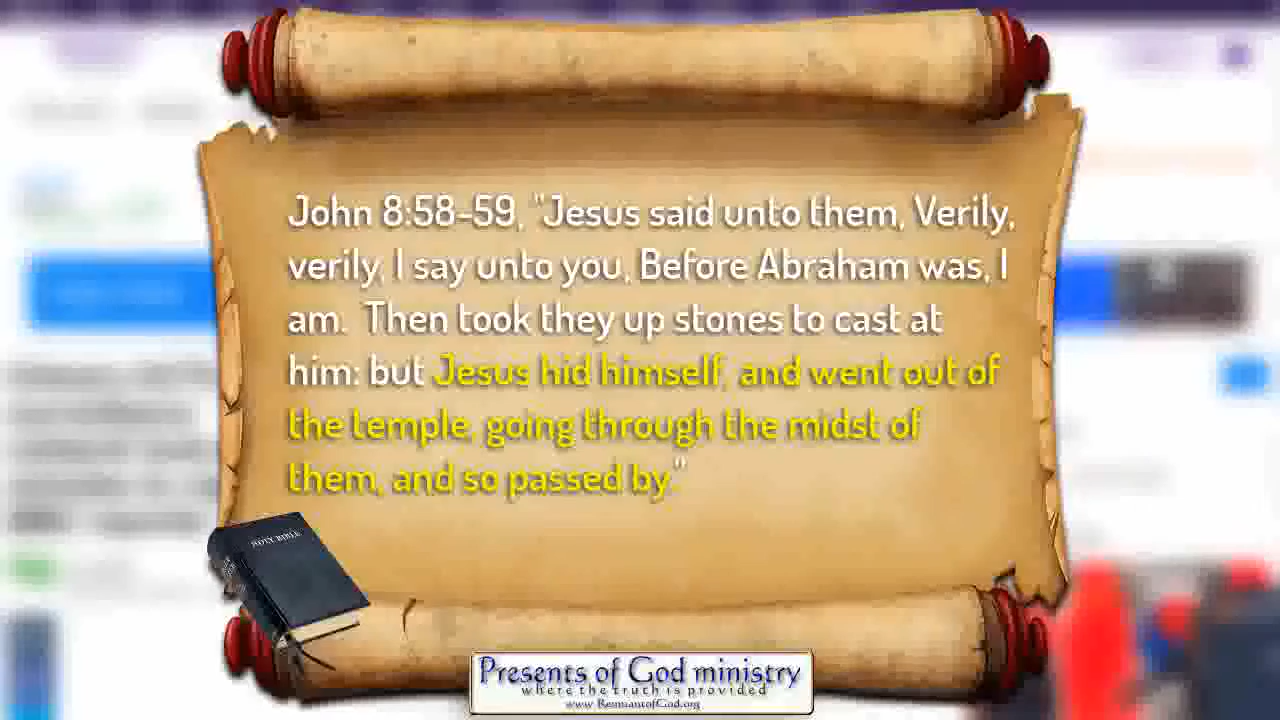 John 8:58-59, "Jesus said unto them, Verily,
verily, I say unto you, Before Abraham was, I
am. Then took they up stones to cast at
him: but Jesus hid himself, and went out of
the temple, going through the midst of
them, and so passed by."
HOLY BIBLE
Presents of God ministry
where the truth is provided
www.RemnantofGod.org